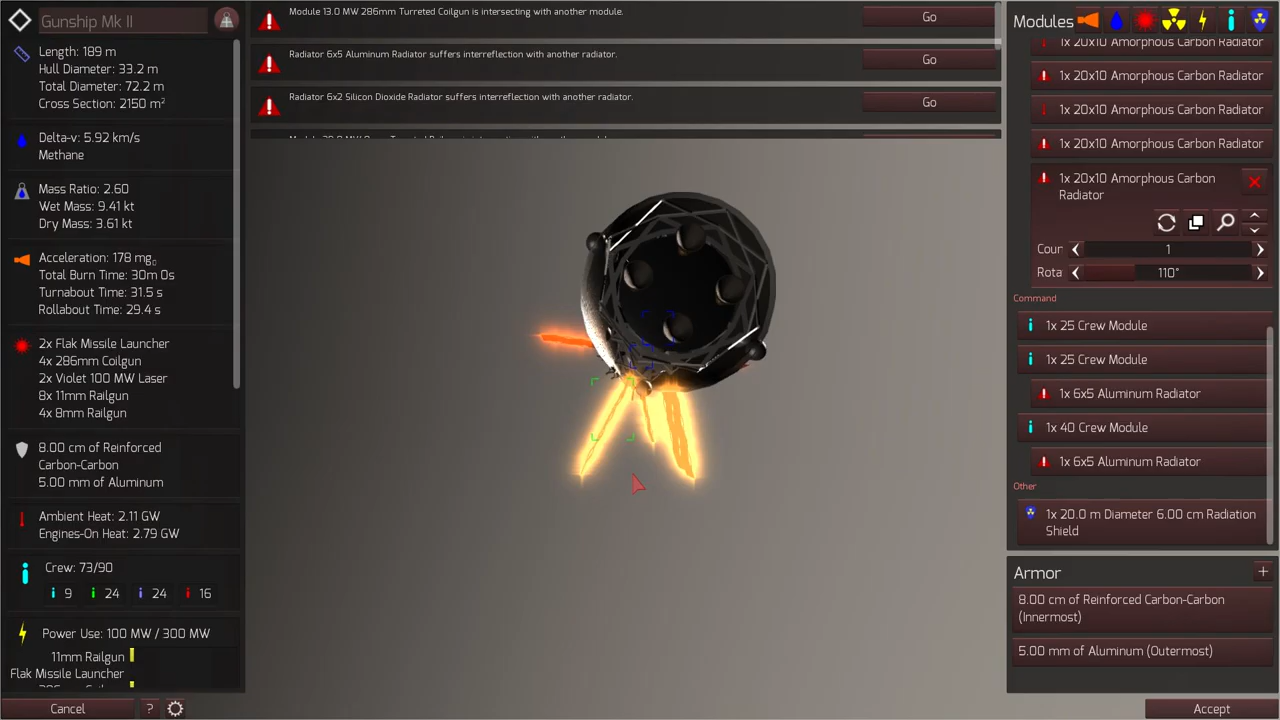 Gunship Mk II
Length: 189 m
Hull Diameter: 33.2 m
Total Diameter: 72.2 m
Cross Section: 2150 m²
Delta-v: 5.92 km/s
Methane
Mass Ratio: 2.60
Wet Mass: 9.41 kt
Dry Mass: 3.61 kt
Acceleration: 178 mg₀
Total Burn Time: 30m 0s
Turnabout Time: 31.5 s
Rollabout Time: 29.4 s
2x Flak Missile Launcher
4x 286mm Coilgun
2x Violet 100 MW Laser
8x 11mm Railgun
4x 8mm Railgun
8.00 cm of Reinforced
Carbon-Carbon
5.00 mm of Aluminum
Ambient Heat: 2.11 GW
Engines-On Heat: 2.79 GW
Crew: 73/90
9 24 24 16
Power Use: 100 MW / 300 MW
11mm Railgun
Flak Missile Launcher
Cancel
?
Module 13.0 MW 286mm Turreted Coilgun is intersecting with another module.
Go
Radiator 6x5 Aluminum Radiator suffers interreflection with another radiator.
Go
Radiator 6x2 Silicon Dioxide Radiator suffers interreflection with another radiator.
Go
Modules
1x 20x10 Amorphous Carbon Radiator
1x 20x10 Amorphous Carbon Radiator
1x 20x10 Amorphous Carbon Radiator
1x 20x10 Amorphous Carbon Radiator
1x 20x10 Amorphous Carbon
Radiator
Cour 1
Rota 110°
Command
1x 25 Crew Module
1x 25 Crew Module
1x 6x5 Aluminum Radiator
1x 40 Crew Module
1x 6x5 Aluminum Radiator
Other
1x 20.0 m Diameter 6.00 cm Radiation
Shield
Armor +
8.00 cm of Reinforced Carbon-Carbon
(Innermost)
5.00 mm of Aluminum (Outermost)
Accept